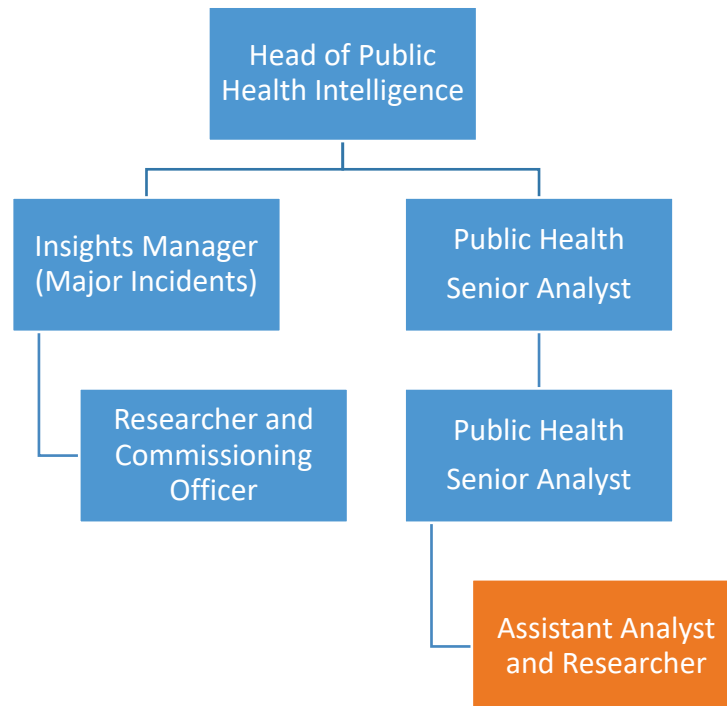 Head of Public
Health Intelligence
Insights Manager
(Major Incidents)
Public Health
Senior Analyst
Researcher and
Commissioning
Officer
Public Health
Senior Analyst
Assistant Analyst
and Researcher